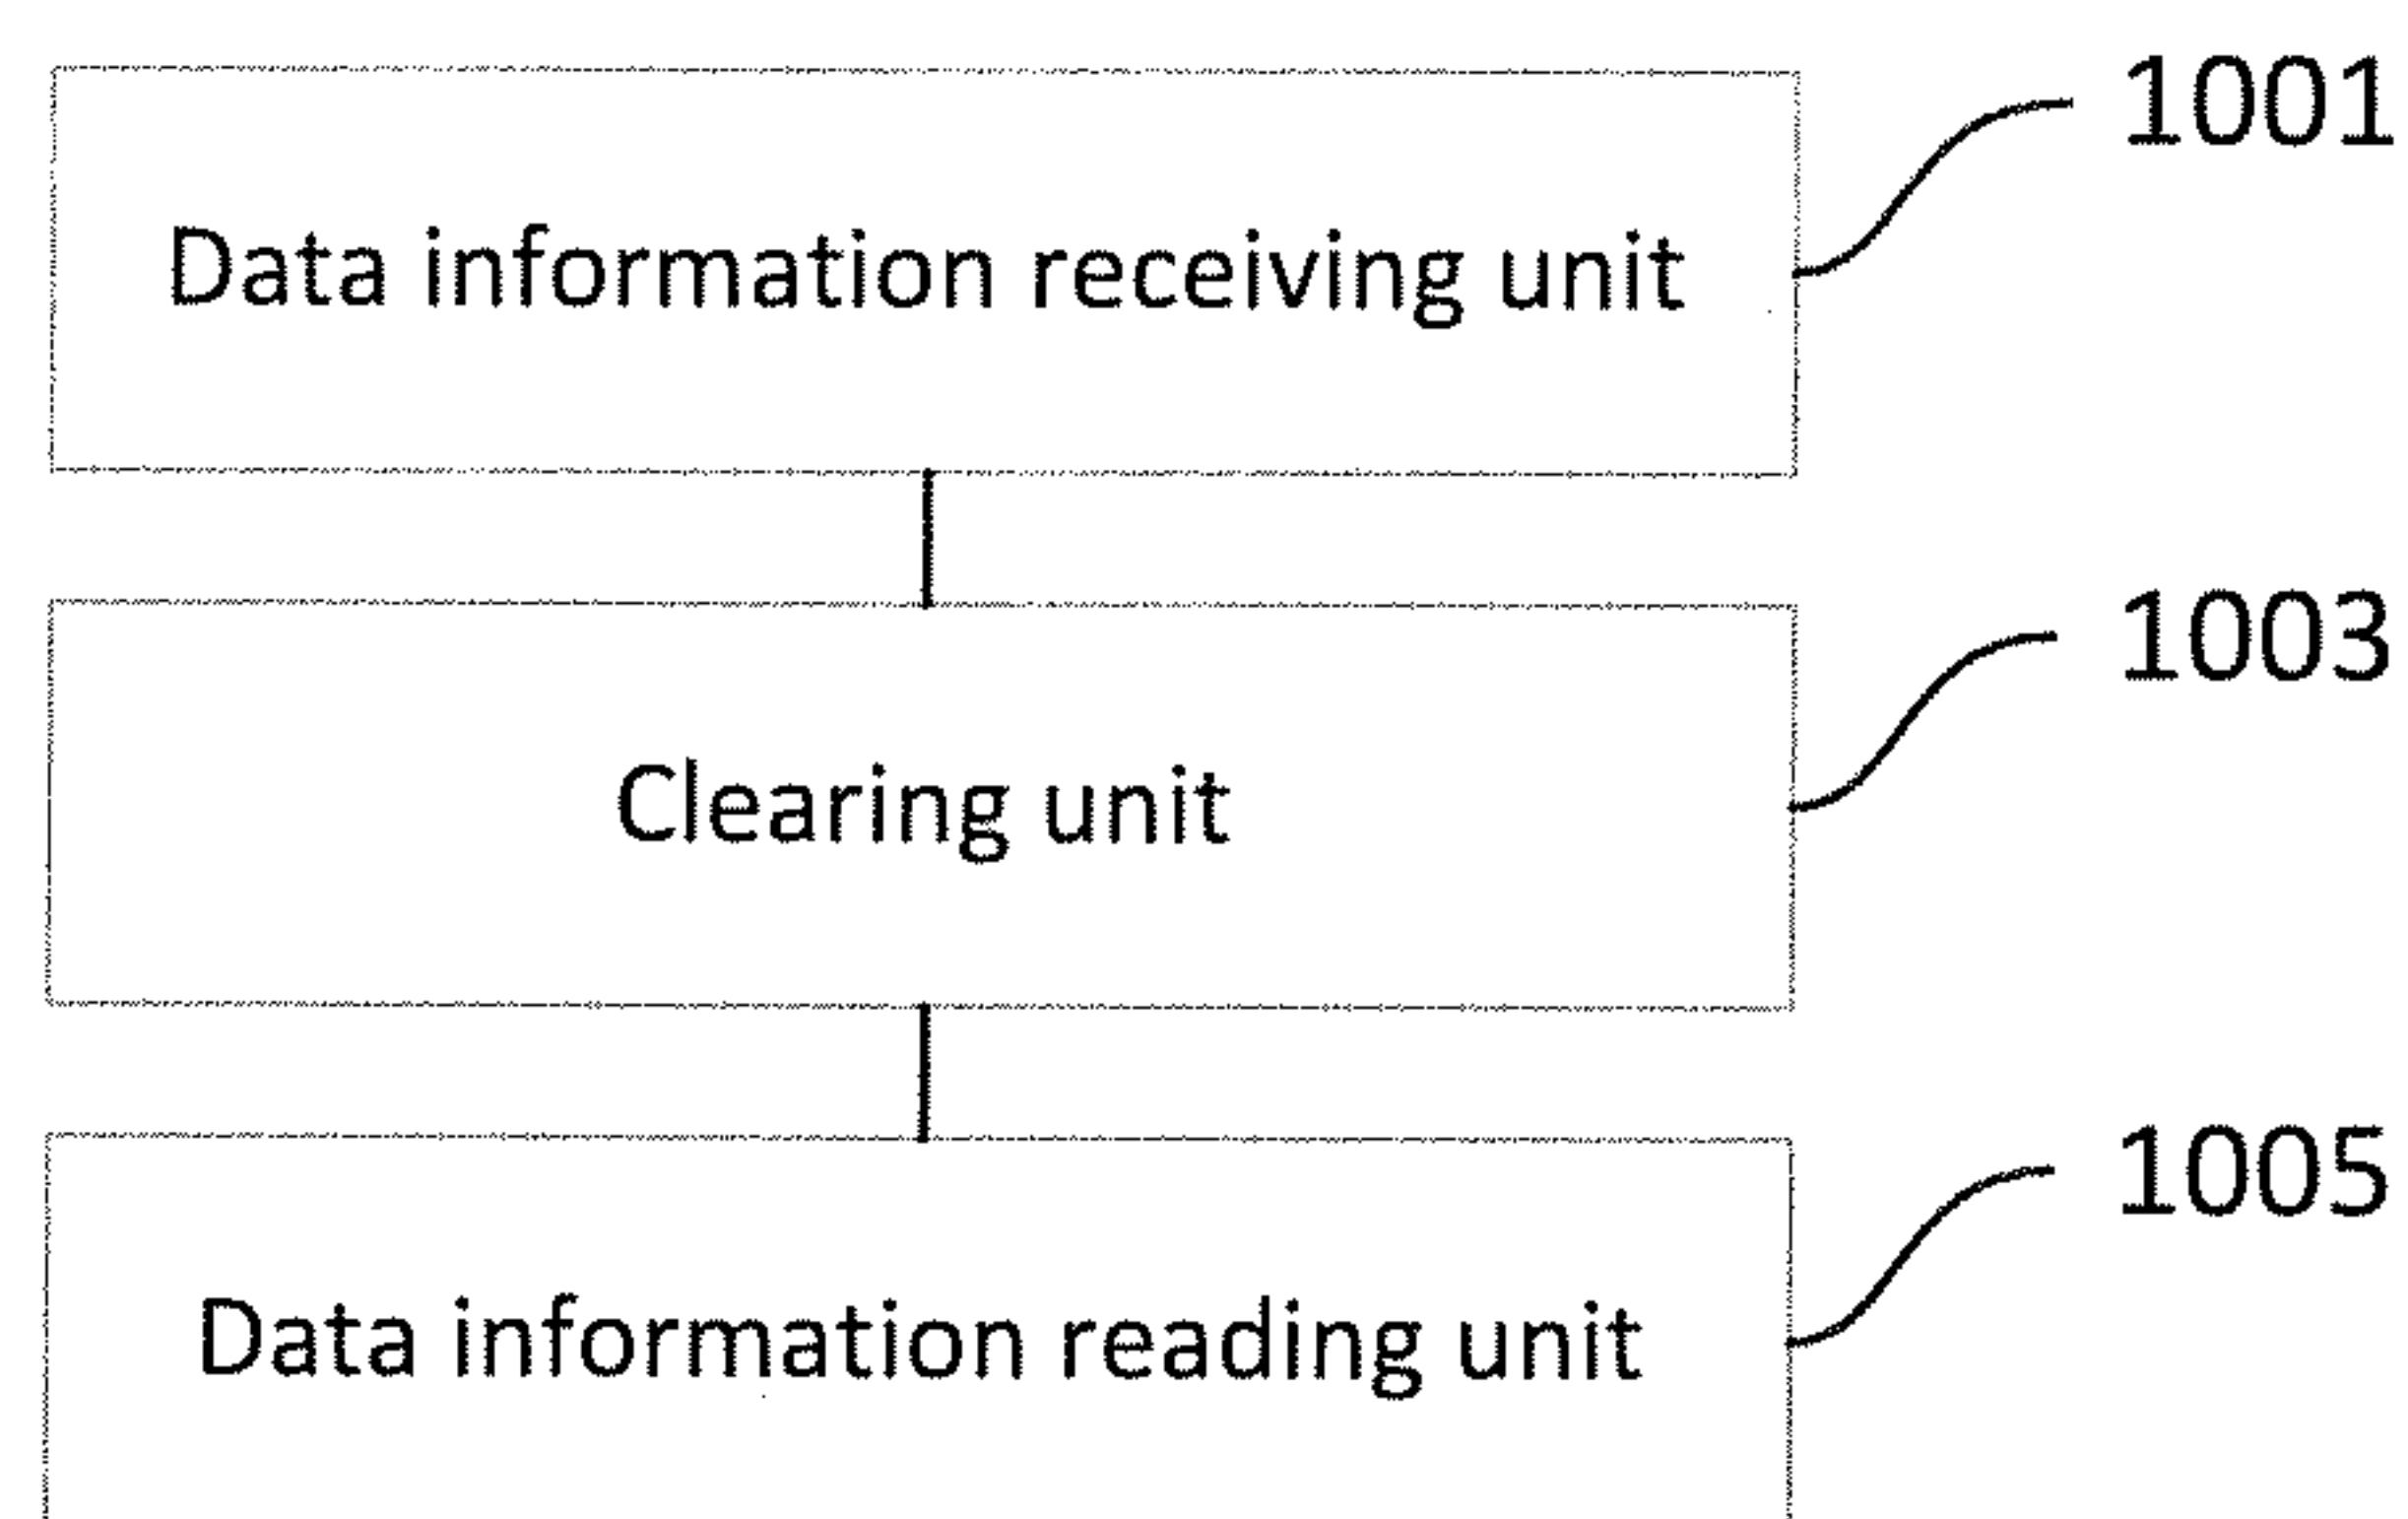 1001
Data information receiving unit
1003
Clearing unit
1005
Data information reading unit